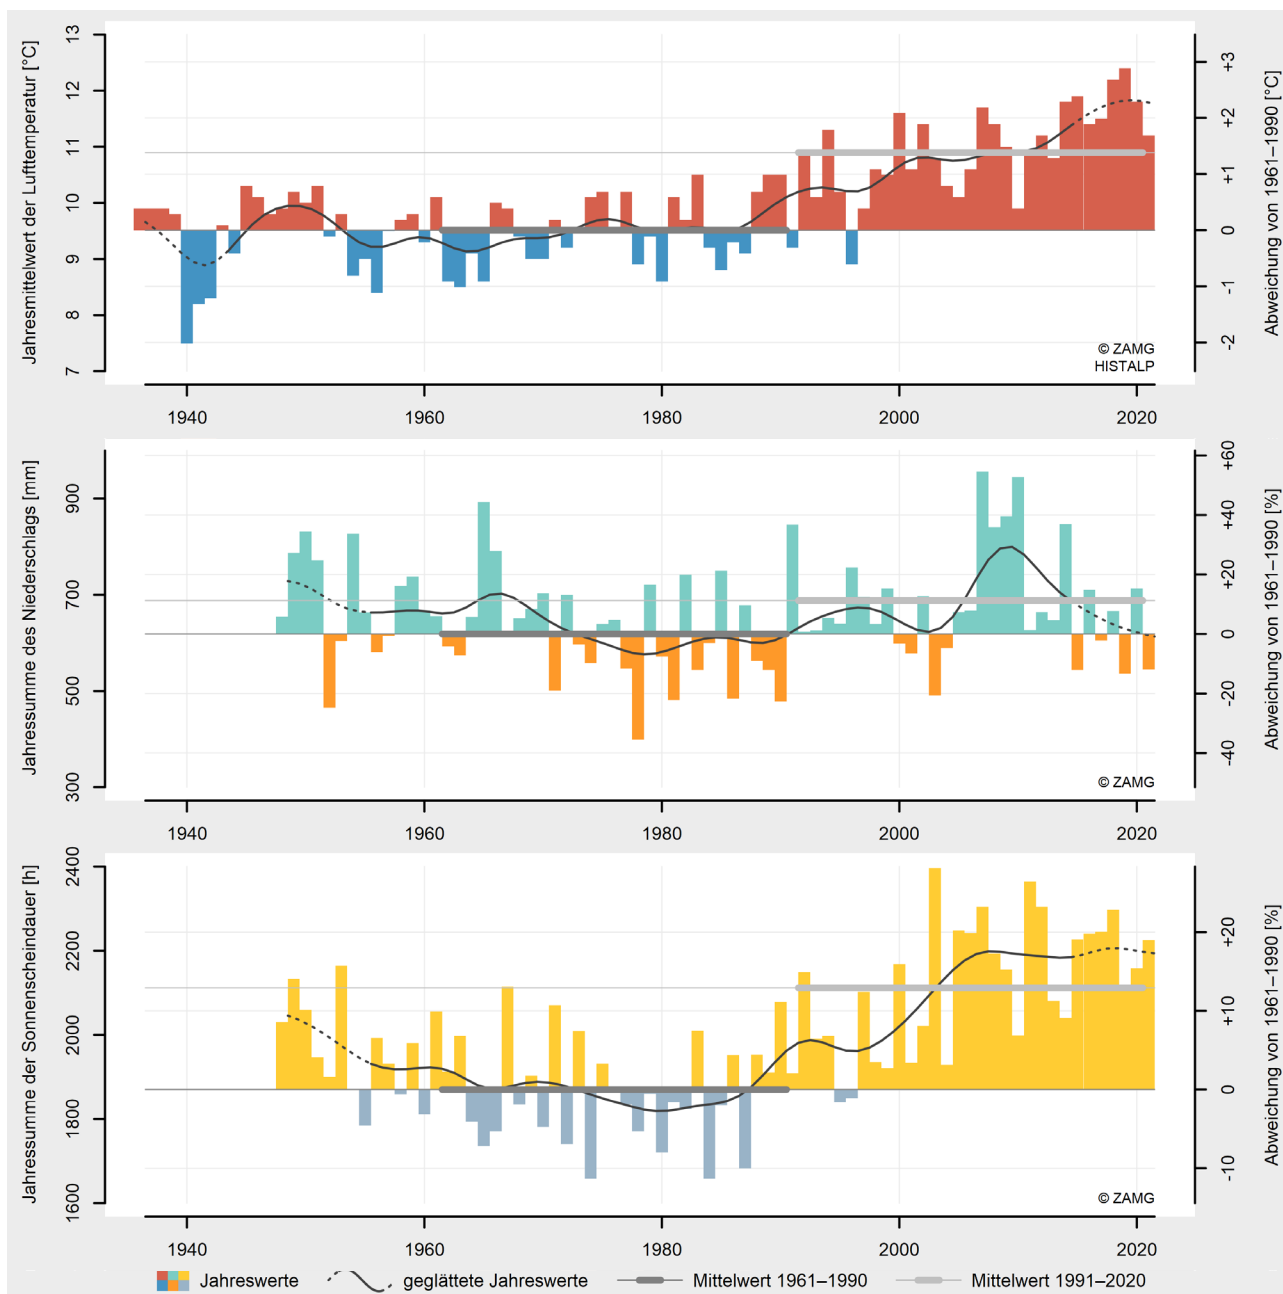 Jahresmittelwert der Lufttemperatur [°C]
13
12
11
10
9
8
7
+3
+2
+1
0
-1
-2
Abweichung von 1961–1990 [°C]
© ZAMG
HISTALP
1940 1960 1980 2000 2020
Jahressumme des Niederschlags [mm]
900
700
500
300
+60
+40
+20
0
-20
-40
Abweichung von 1961–1990 [%]
© ZAMG
1940 1960 1980 2000 2020
Jahressumme der Sonnenscheindauer [h]
2400
2200
2000
1800
1600
+20
+10
0
-10
Abweichung von 1961–1990 [%]
© ZAMG
1940 1960 1980 2000 2020
Jahreswerte geglättete Jahreswerte Mittelwert 1961–1990 Mittelwert 1991–2020